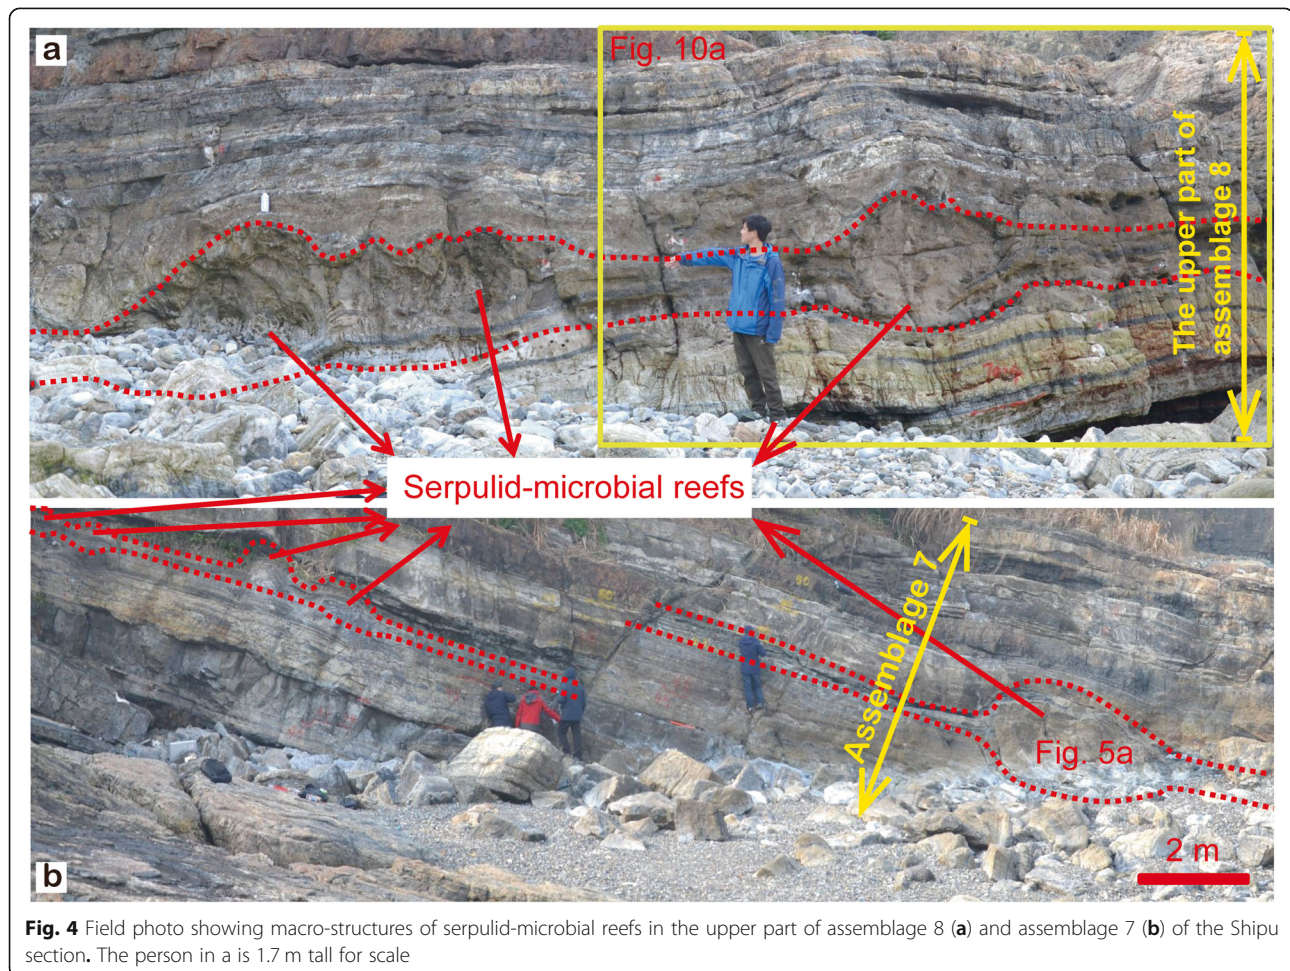 a
Fig. 10a
The upper part of
assemblage 8
Serpulid-microbial reefs
Assemblage 7
Fig. 5a
2 m
b
Fig. 4 Field photo showing macro-structures of serpulid-microbial reefs in the upper part of assemblage 8 (a) and assemblage 7 (b) of the Shipu
section. The person in a is 1.7 m tall for scale